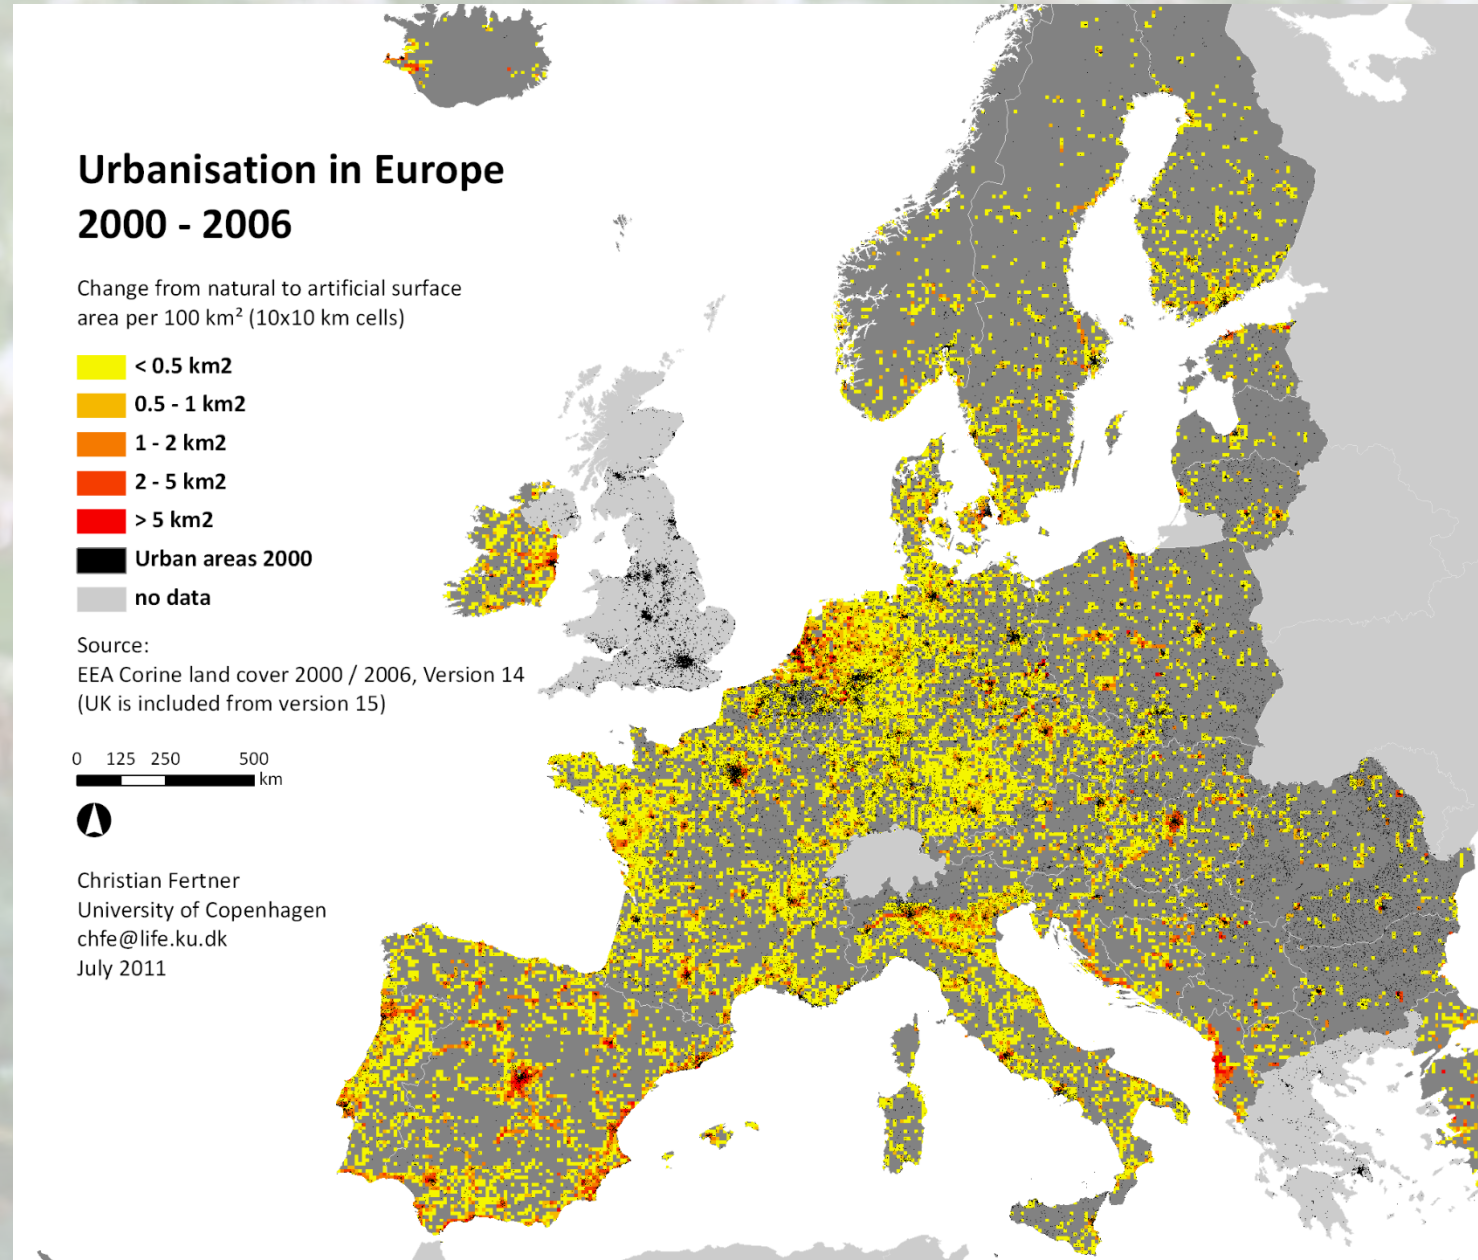 Urbanisation in Europe
2000 - 2006
Change from natural to artificial surface
area per 100 km² (10x10 km cells)
< 0.5 km2
0.5 - 1 km2
1 - 2 km2
2 - 5 km2
> 5 km2
Urban areas 2000
no data
Source:
EEA Corine land cover 2000 / 2006, Version 14
(UK is included from version 15)
0 125 250 500
km
Christian Fertner
University of Copenhagen
chfe@life.ku.dk
July 2011